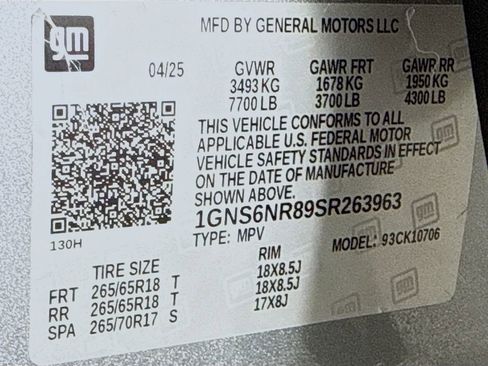 gm
MFD BY GENERAL MOTORS LLC
04/25 GVWR GAWR FRT GAWR RR
3493 KG 1678 KG 1950 KG
7700 LB 3700 LB 4300 LB
THIS VEHICLE CONFORMS TO ALL
APPLICABLE U.S. FEDERAL MOTOR
VEHICLE SAFETY STANDARDS IN EFFECT
ON THE DATE OF MANUFACTURE
SHOWN ABOVE.
1GNS6NR89SR263963
130H
TYPE: MPV MODEL: 93CK10706
TIRE SIZE RIM
FRT 265/65R18 T 18X8.5J
RR 265/65R18 T 18X8.5J
SPA 265/70R17 S 17X8J
gm